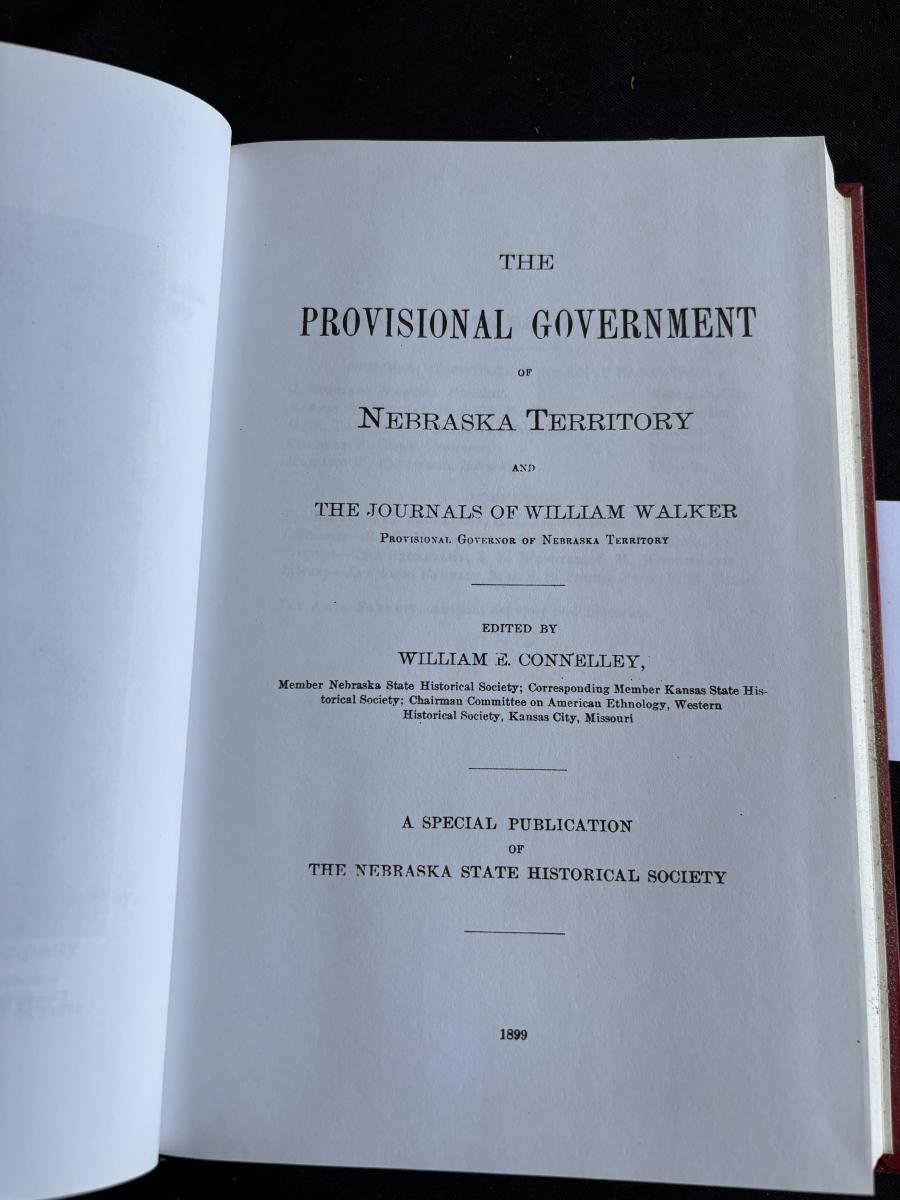 THE
PROVISIONAL GOVERNMENT
OF
NEBRASKA TERRITORY
AND
THE JOURNALS OF WILLIAM WALKER
PROVISIONAL GOVERNOR OF NEBRASKA TERRITORY
EDITED BY
WILLIAM E. CONNELLEY,
Member Nebraska State Historical Society; Corresponding Member Kansas State His-
torical Society; Chairman Committee on American Ethnology, Western
Historical Society, Kansas City, Missouri
A SPECIAL PUBLICATION
OF
THE NEBRASKA STATE HISTORICAL SOCIETY
1899